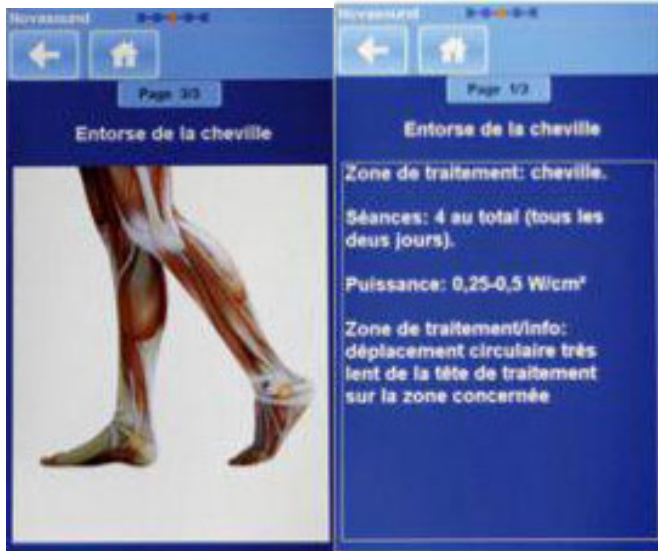 Novasound
Page 3/3
Entorse de la cheville
Novasound
Page 1/3
Entorse de la cheville
Zone de traitement: cheville.
Séances: 4 au total (tous les
deus jours).
Puissance: 0,25-0,5 W/cm²
Zone de traitement/info:
déplacement circulaire très
lent de la tête de traitement
sur la zone concernée